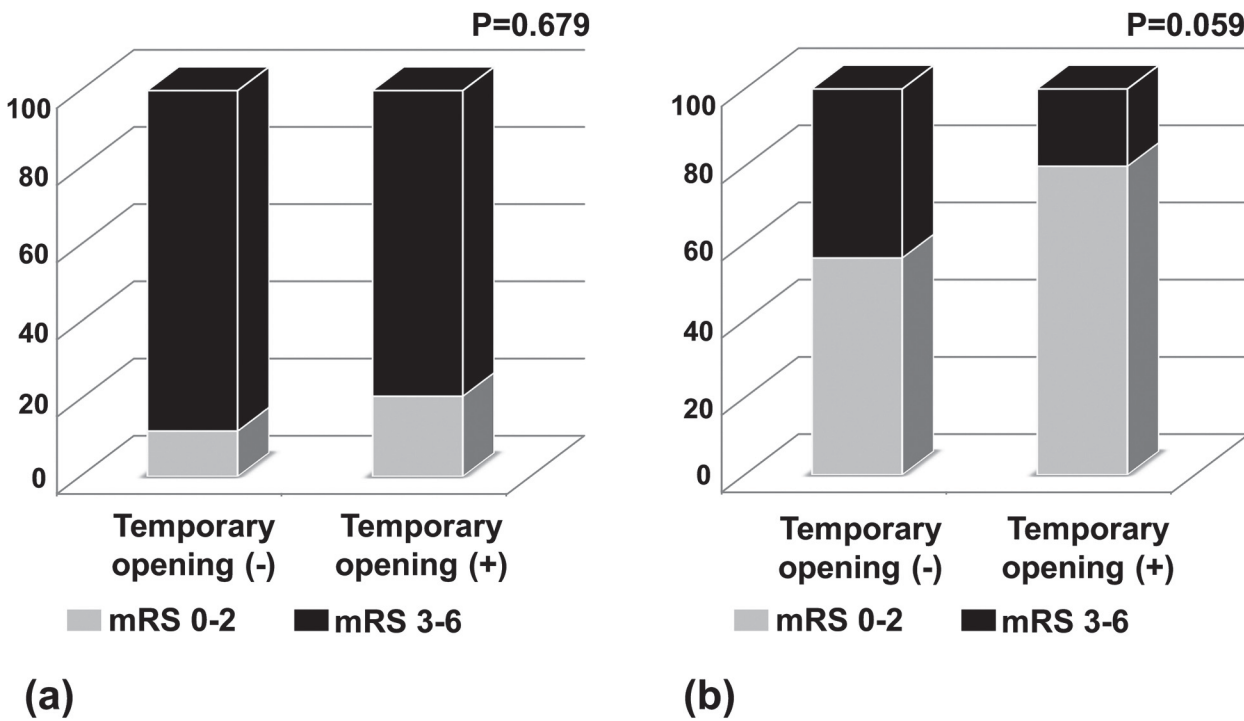 P=0.679
100
80
60
40
20
0
Temporary opening (-)
Temporary opening (+)
mRS 0-2
mRS 3-6
(a)
P=0.059
100
80
60
40
20
0
Temporary opening (-)
Temporary opening (+)
mRS 0-2
mRS 3-6
(b)